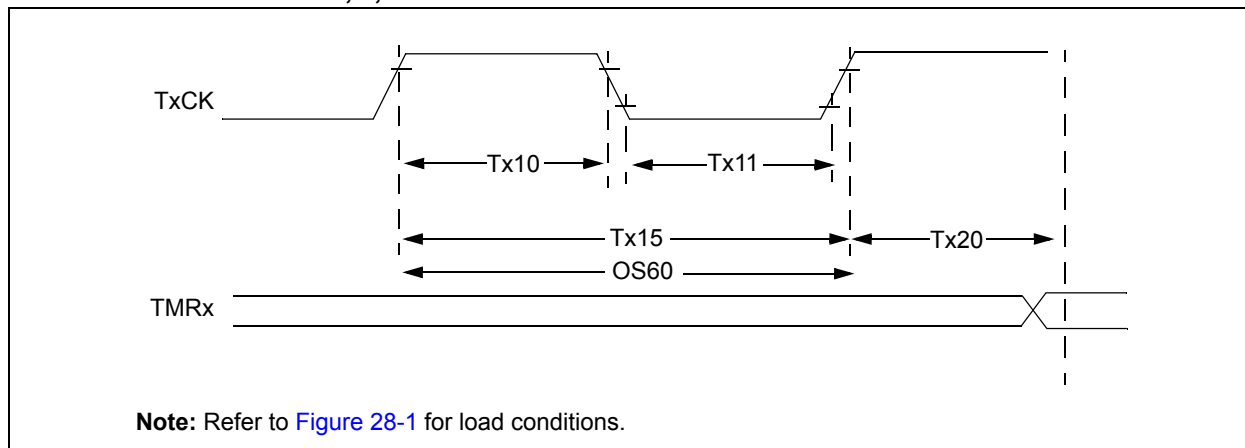 TxCK
Tx10
Tx11
Tx15
Tx20
OS60
TMRx
Note: Refer to Figure 28-1 for load conditions.